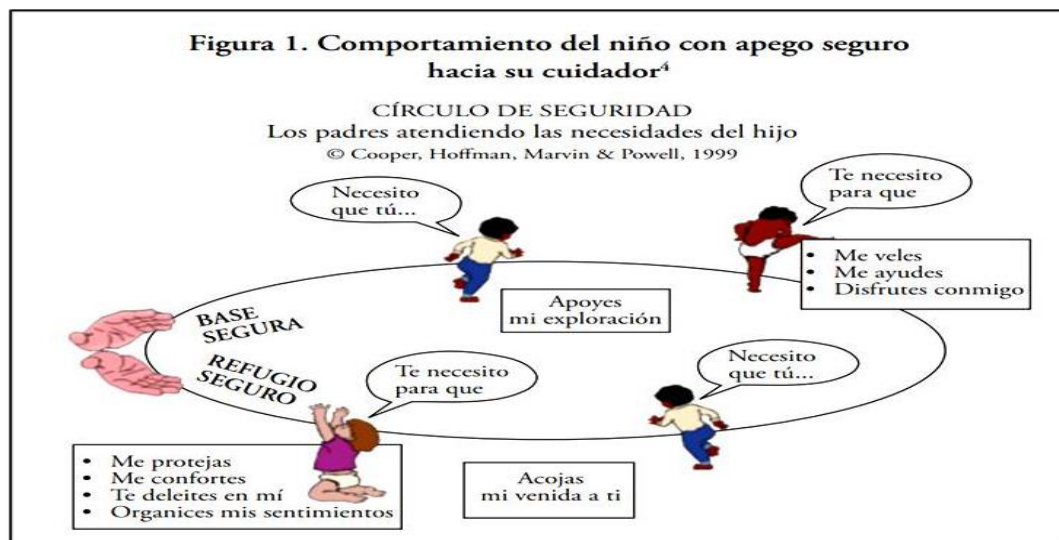 Figura 1. Comportamiento del niño con apego seguro
hacia su cuidador⁴
CÍRCULO DE SEGURIDAD
Los padres atendiendo las necesidades del hijo
© Cooper, Hoffman, Marvin & Powell, 1999
Necesito
que tú...
Te necesito
para que
• Me veles
• Me ayudes
• Disfrutes conmigo
Apoyes
mi exploración
BASE
SEGURA
REFUGIO
SEGURO
Te necesito
para que
Necesito
que tú...
• Me protejas
• Me confortes
• Te deleites en mí
• Organices mis sentimientos
Acojas
mi venida a ti